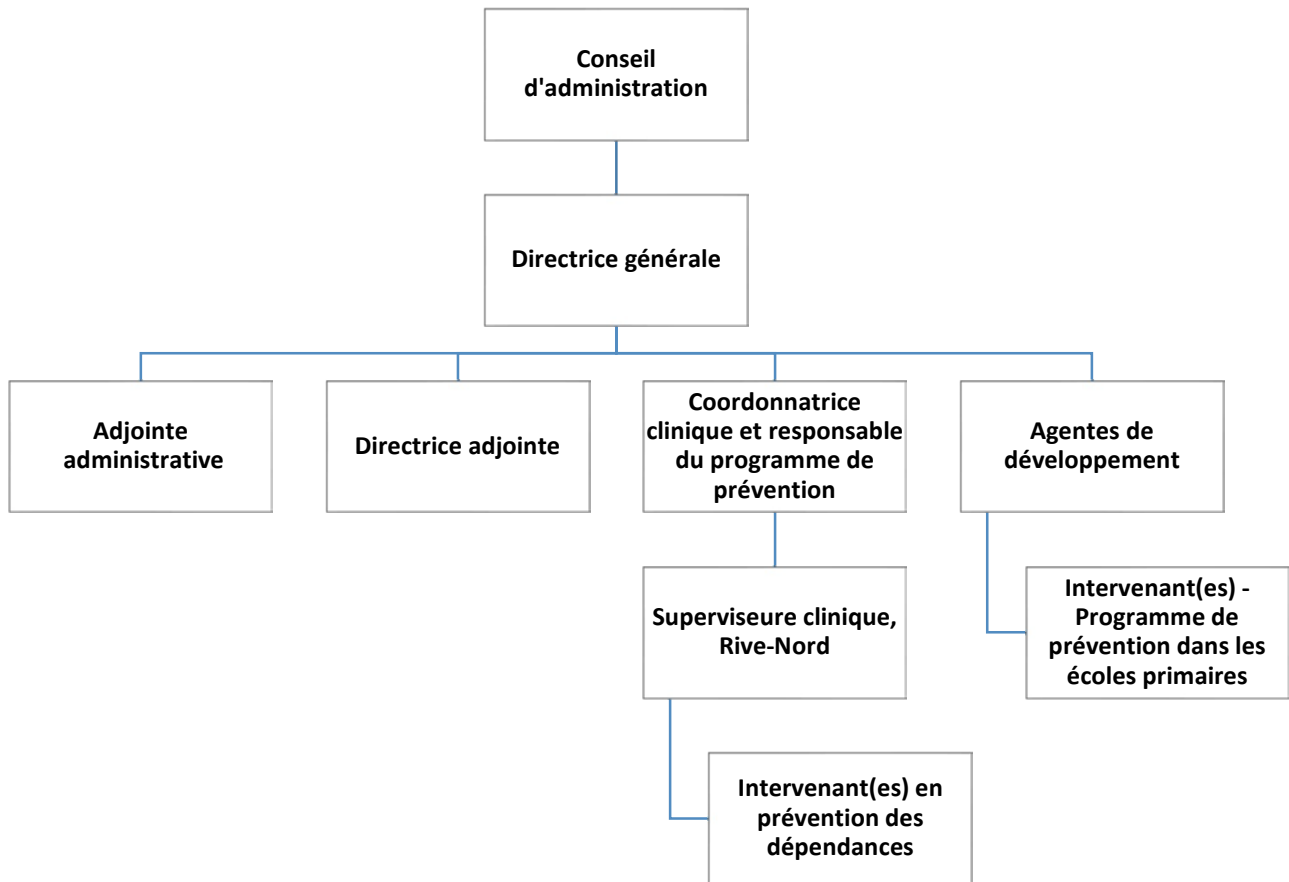 Conseil
d'administration
Directrice générale
Adjointe
administrative
Directrice adjointe
Coordonnatrice
clinique et responsable
du programme de
prévention
Agentes de
développement
Superviseure clinique,
Rive-Nord
Intervenant(es) -
Programme de
prévention dans les
écoles primaires
Intervenant(es) en
prévention des
dépendances